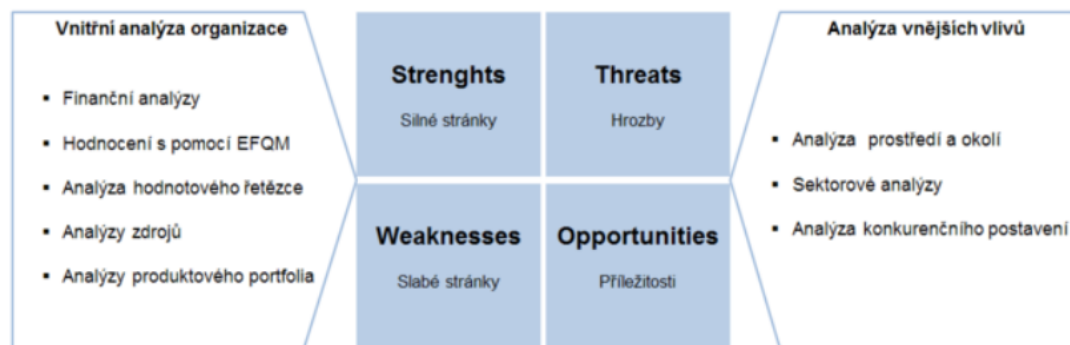 Vnitřní analýza organizace
▪ Finanční analýzy
▪ Hodnocení s pomocí EFQM
▪ Analýza hodnotového řetězce
▪ Analýzy zdrojů
▪ Analýzy produktového portfolia
Strenghts
Silné stránky
Threats
Hrozby
Weaknesses
Slabé stránky
Opportunities
Příležitosti
Analýza vnějších vlivů
▪ Analýza prostředí a okolí
▪ Sektorové analýzy
▪ Analýza konkurenčního postavení